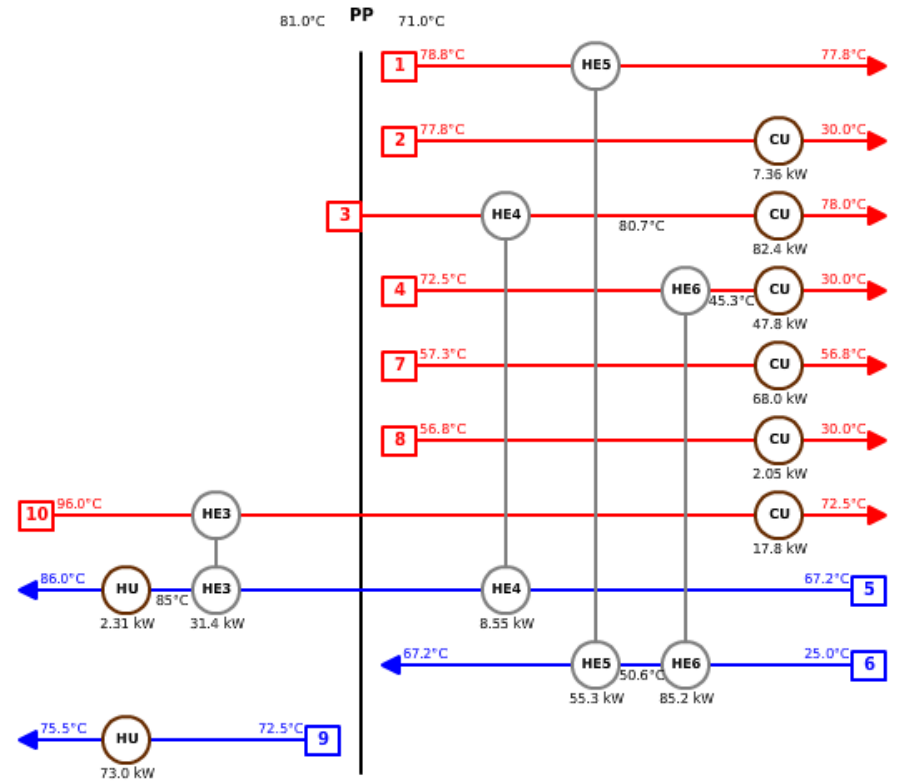 81.0°C PP 71.0°C
1 78.8°C HE5 77.8°C
2 77.8°C CU 30.0°C
7.36 kW
3 HE4 CU 78.0°C
80.7°C
82.4 kW
4 72.5°C HE6 45.3°C CU 30.0°C
47.8 kW
7 57.3°C CU 56.8°C
68.0 kW
8 56.8°C CU 30.0°C
2.05 kW
10 96.0°C HE3 CU 72.5°C
17.8 kW
86.0°C HU 85°C HE3 HE4 67.2°C 5
2.31 kW 31.4 kW 8.55 kW
67.2°C HE5 50.6°C HE6 25.0°C 6
55.3 kW 85.2 kW
75.5°C HU 72.5°C 9
73.0 kW